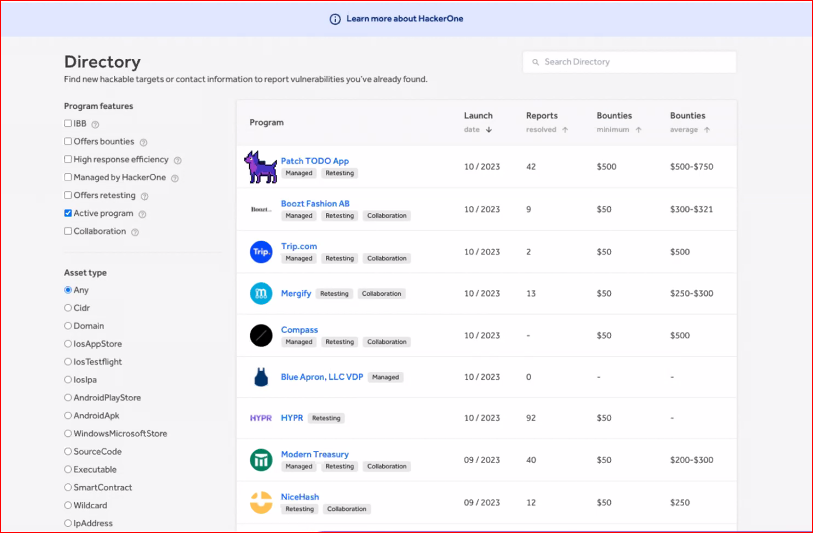 Learn more about HackerOne
Directory
Search Directory
Find new hackable targets or contact information to report vulnerabilities you've already found.
Program features
IBB
Offers bounties
High response efficiency
Managed by HackerOne
Offers retesting
Active program
Collaboration
Asset type
Any
Cidr
Domain
IosAppStore
IosTestflight
IosIpa
AndroidPlayStore
AndroidApk
WindowsMicrosoftStore
SourceCode
Executable
SmartContract
Wildcard
IpAddress
Program Launch date Reports resolved Bounties minimum Bounties average
Patch TODO App 10 / 2023 42 $500 $500-$750
Managed Retesting
Boozt... Boozt Fashion AB 10 / 2023 9 $50 $300-$321
Managed Retesting Collaboration
Trip. Trip.com 10 / 2023 2 $50 $500
Managed Retesting Collaboration
Mergify Retesting Collaboration 10 / 2023 13 $50 $250-$300
Compass 10 / 2023 - $50 $500
Managed Retesting Collaboration
Blue Apron, LLC VDP Managed 10 / 2023 0 - -
HYPR HYPR Retesting 10 / 2023 92 $50 -
Modern Treasury 09 / 2023 40 $50 $200-$300
Managed Retesting Collaboration
NiceHash 09 / 2023 12 $50 $250
Retesting Collaboration